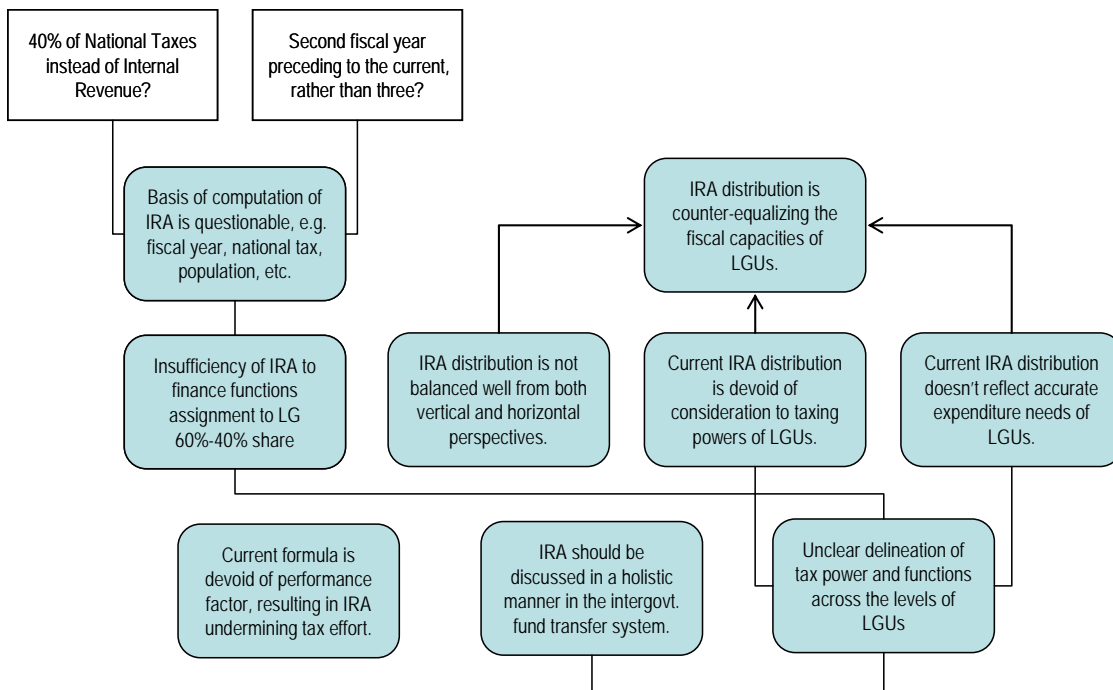 40% of National Taxes
instead of Internal
Revenue?
Second fiscal year
preceding to the current,
rather than three?
Basis of computation of
IRA is questionable, e.g.
fiscal year, national tax,
population, etc.
IRA distribution is
counter-equalizing the
fiscal capacities of
LGUs.
Insufficiency of IRA to
finance functions
assignment to LG
60%-40% share
IRA distribution is not
balanced well from both
vertical and horizontal
perspectives.
Current IRA distribution
is devoid of
consideration to taxing
powers of LGUs.
Current IRA distribution
doesn’t reflect accurate
expenditure needs of
LGUs.
Current formula is
devoid of performance
factor, resulting in IRA
undermining tax effort.
IRA should be
discussed in a holistic
manner in the intergovt.
fund transfer system.
Unclear delineation of
tax power and functions
across the levels of
LGUs